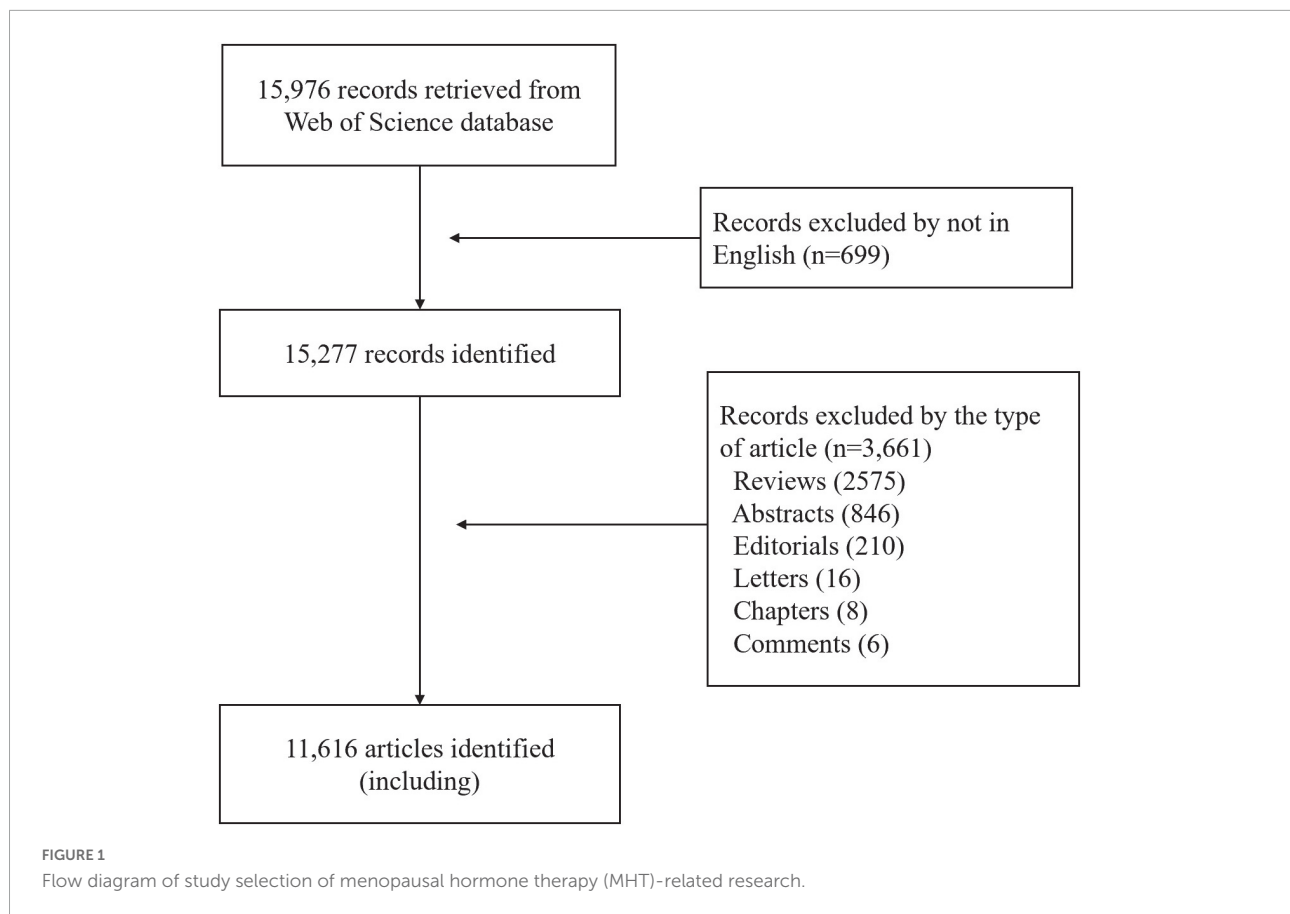 15,976 records retrieved from
Web of Science database
Records excluded by not in
English (n=699)
15,277 records identified
Records excluded by the type
of article (n=3,661)
Reviews (2575)
Abstracts (846)
Editorials (210)
Letters (16)
Chapters (8)
Comments (6)
11,616 articles identified
(including)
FIGURE 1
Flow diagram of study selection of menopausal hormone therapy (MHT)-related research.